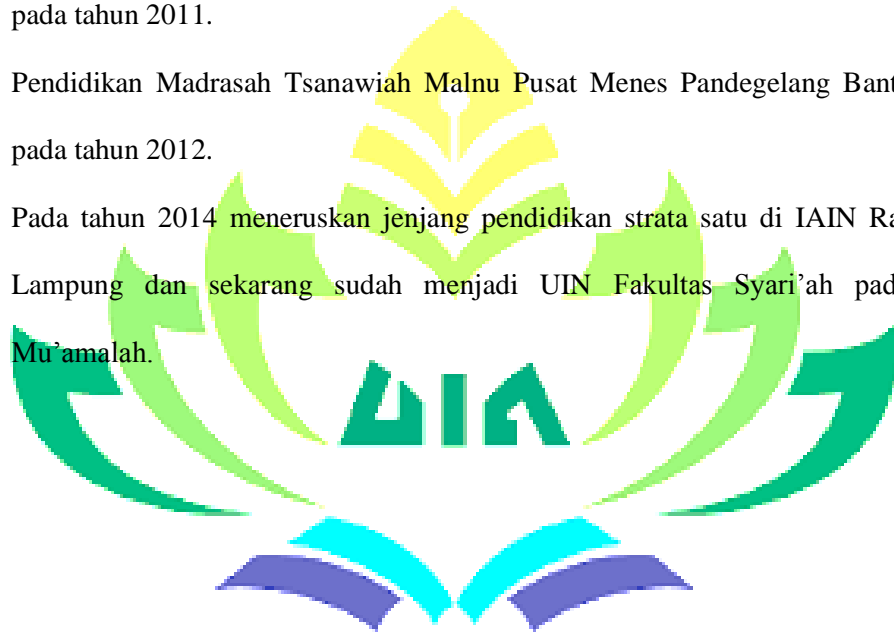 pada tahun 2011.
Pendidikan Madrasah Tsanawiah Malnu Pusat Menes Pandegelang Bant
pada tahun 2012.
Pada tahun 2014 meneruskan jenjang pendidikan strata satu di IAIN Ra
Lampung dan sekarang sudah menjadi UIN Fakultas Syari’ah pad
Mu’amalah.
UIN